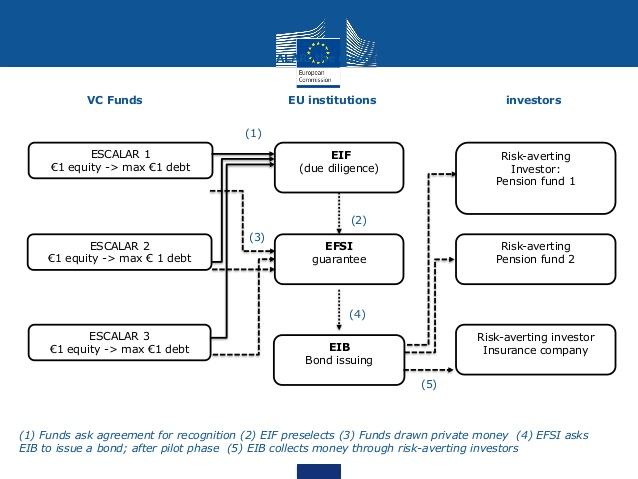 European
Commission
VC Funds
EU institutions
investors
(1)
ESCALAR 1
€1 equity -> max €1 debt
EIF
(due diligence)
Risk-averting
Investor:
Pension fund 1
(2)
(3)
ESCALAR 2
€1 equity -> max € 1 debt
EFSI
guarantee
Risk-averting
Pension fund 2
(4)
ESCALAR 3
€1 equity -> max €1 debt
EIB
Bond issuing
Risk-averting investor
Insurance company
(5)
(1) Funds ask agreement for recognition (2) EIF preselects (3) Funds drawn private money (4) EFSI asks
EIB to issue a bond; after pilot phase (5) EIB collects money through risk-averting investors